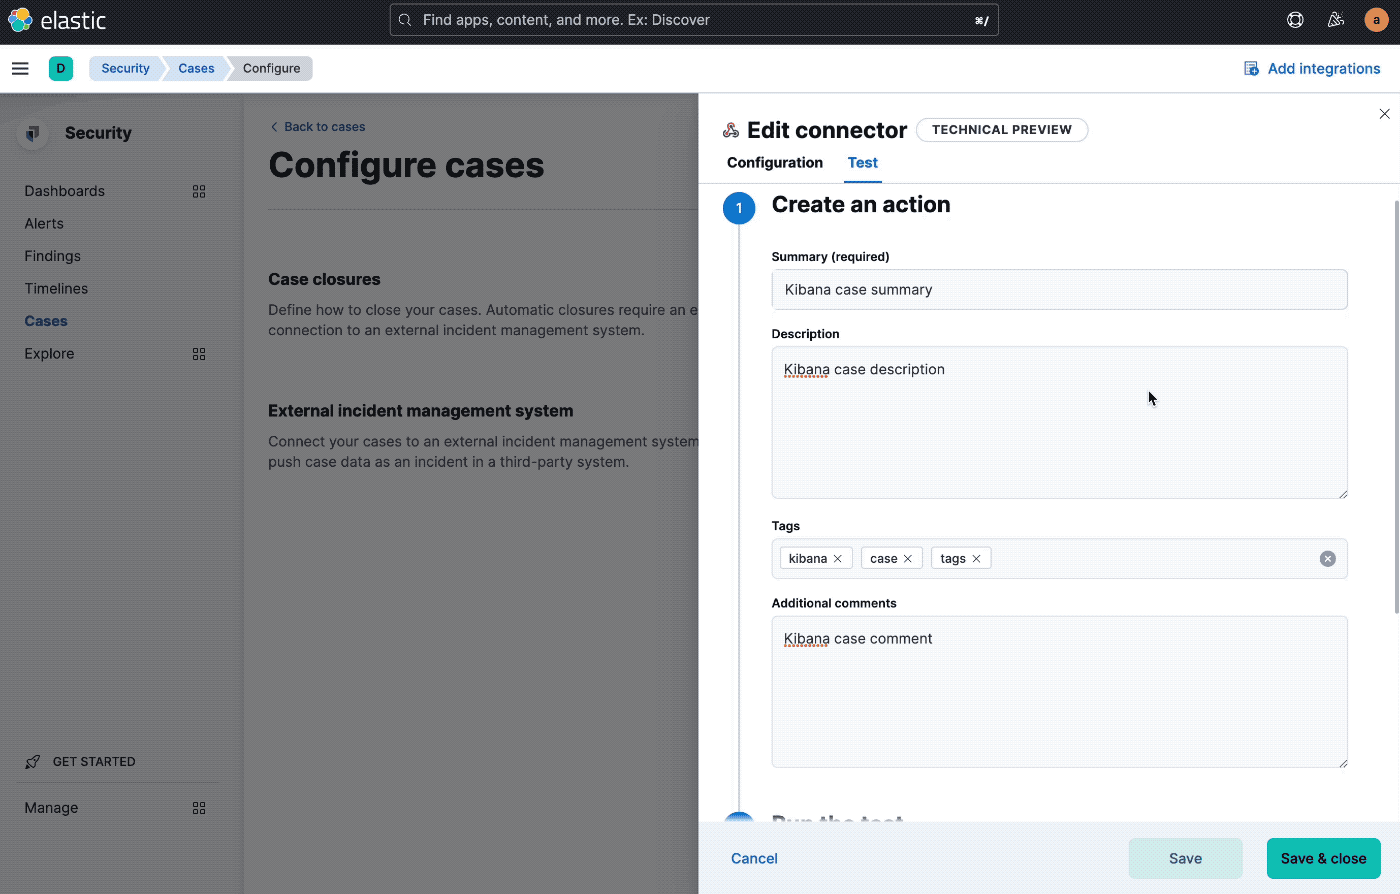 elastic
Find apps, content, and more. Ex: Discover
⌘/
a
D
Security
Cases
Configure
Add integrations
Security
Dashboards
Alerts
Findings
Timelines
Cases
Explore
GET STARTED
Manage
Back to cases
Configure cases
Case closures
Define how to close your cases. Automatic closures require an e
connection to an external incident management system.
External incident management system
Connect your cases to an external incident management system
push case data as an incident in a third-party system.
Edit connector
TECHNICAL PREVIEW
Configuration
Test
1
Create an action
Summary (required)
Kibana case summary
Description
Kibana case description
Tags
kibana
case
tags
Additional comments
Kibana case comment
Run the test
Cancel
Save
Save & close